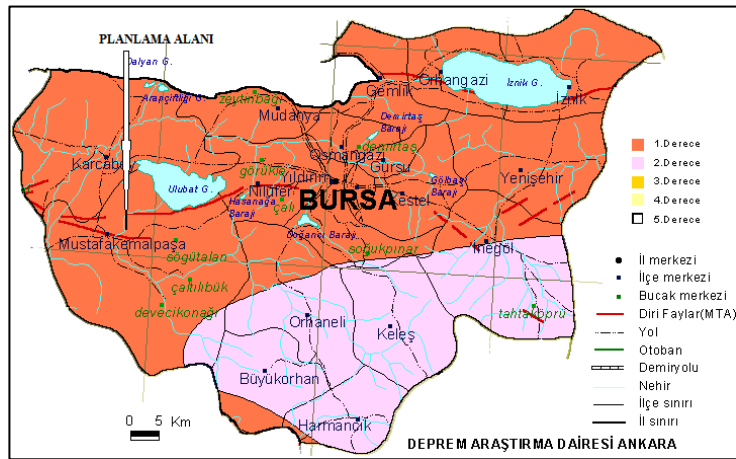 PLANLAMA ALANI
Dalyan G.
Arapçiftliği G.
zeytinbağı
Mudanya
Gemlik
Orhangazi
İznik G.
İznik
Demirtaş
Barajı
demirtaş
Osmangazi
Gürsu
Karcabı
Ulubat G.
görükle
Yıldırım
Nilüfer
Hasanağa
Barajı
çalı
BURSA
Kestel
Gölbaşı
Barajı
Yenişehir
Mustafakemalpaşa
Doğancı Barajı
söğütalan
soğukpınar
İnegöl
çaltılıbük
devecikonağı
Orhaneli
Keleş
tahtaköprü
Büyükorhan
Harmancık
1.Derece
2.Derece
3.Derece
4.Derece
5.Derece
İl merkezi
İlçe merkezi
Bucak merkezi
Diri Faylar(MTA)
Yol
Otoban
Demiryolu
Nehir
İlçe sınırı
İl sınırı
0 5 Km
DEPREM ARAŞTIRMA DAİRESİ ANKARA